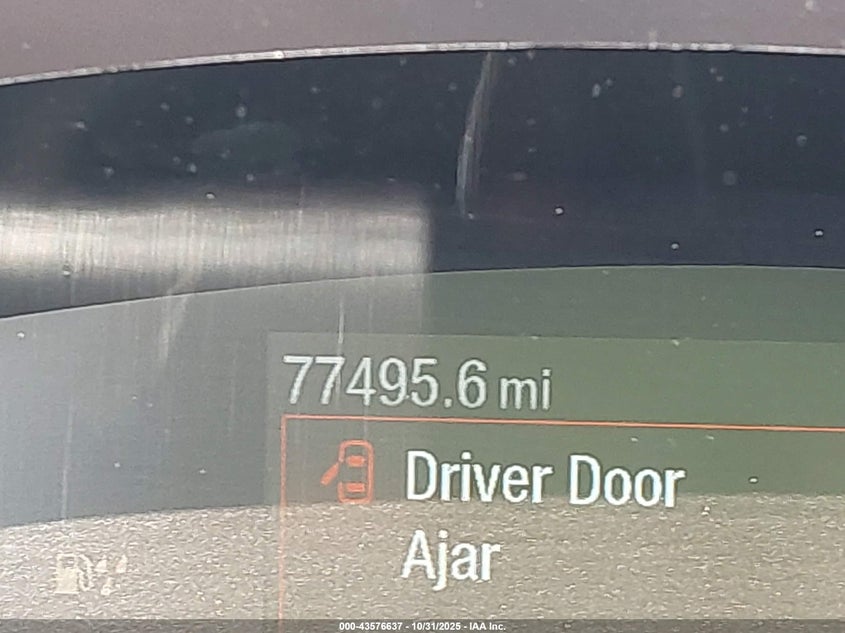 77495.6 mi
Driver Door
Ajar
000-43576637 - 10/31/2025 - IAA Inc.